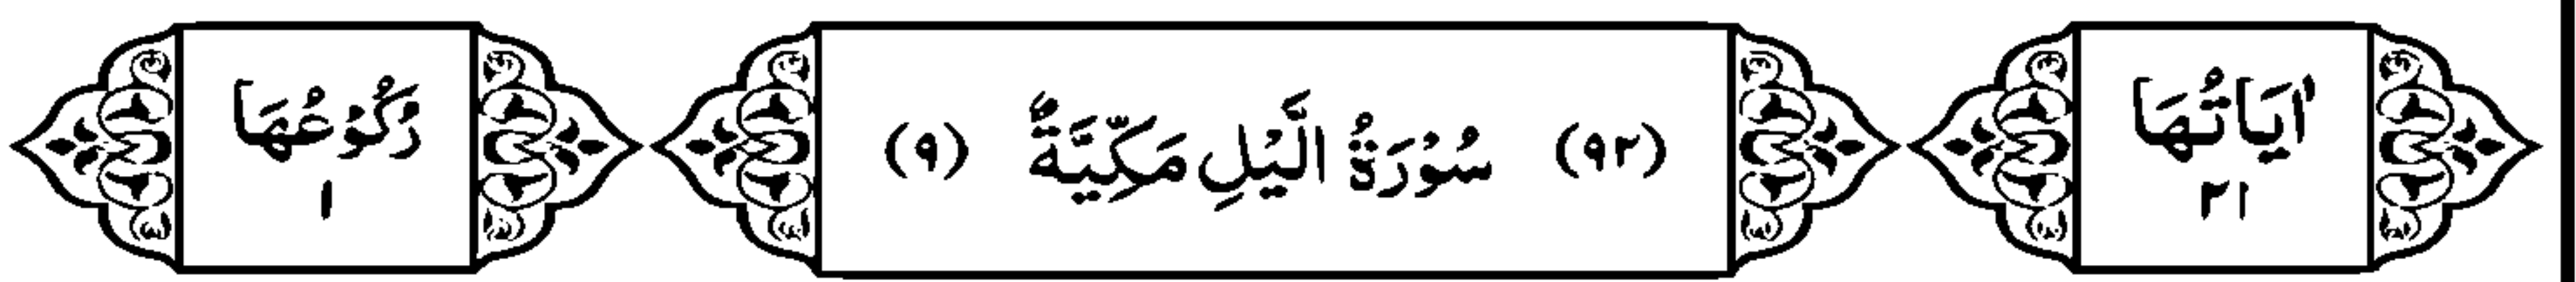 اٰيَاتُهَا
٢١
(٩٢) سُوْرَةُ الَّيْلِ مَكِّيَّةٌ (٩)
رُكُوْعُهَا
١